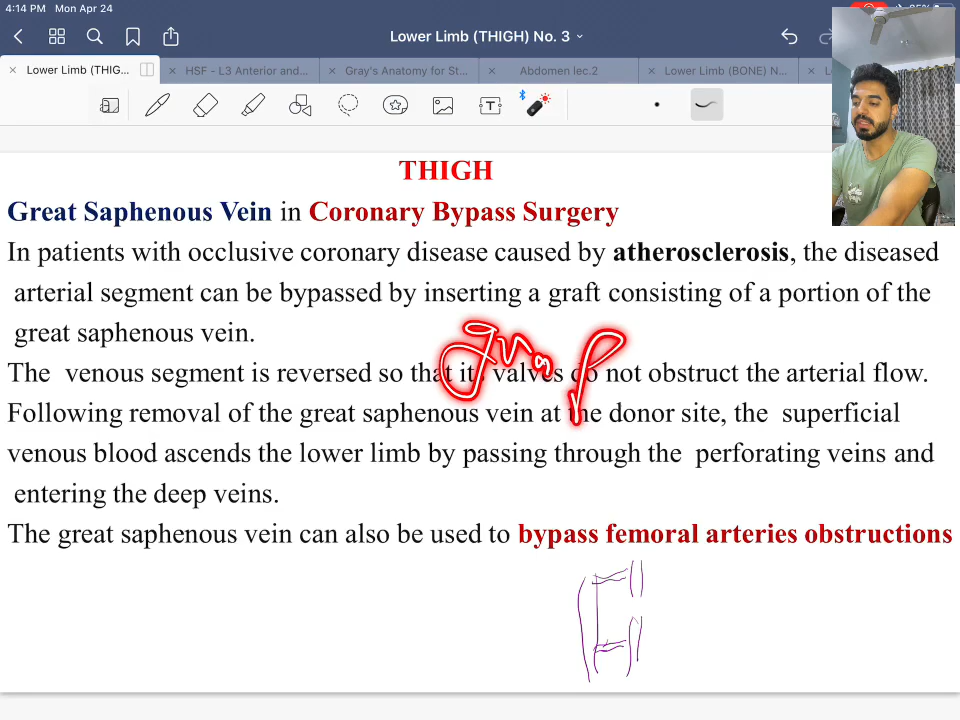 4:14 PM Mon Apr 24
Lower Limb (THIGH) No. 3
Lower Limb (THIG...
HSF - L3 Anterior and...
Gray's Anatomy for St...
Abdomen lec.2
Lower Limb (BONE) N...
THIGH
Great Saphenous Vein in Coronary Bypass Surgery
In patients with occlusive coronary disease caused by atherosclerosis, the diseased
arterial segment can be bypassed by inserting a graft consisting of a portion of the
great saphenous vein.
The venous segment is reversed so that its valves do not obstruct the arterial flow.
Following removal of the great saphenous vein at the donor site, the superficial
venous blood ascends the lower limb by passing through the perforating veins and
entering the deep veins.
The great saphenous vein can also be used to bypass femoral arteries obstructions